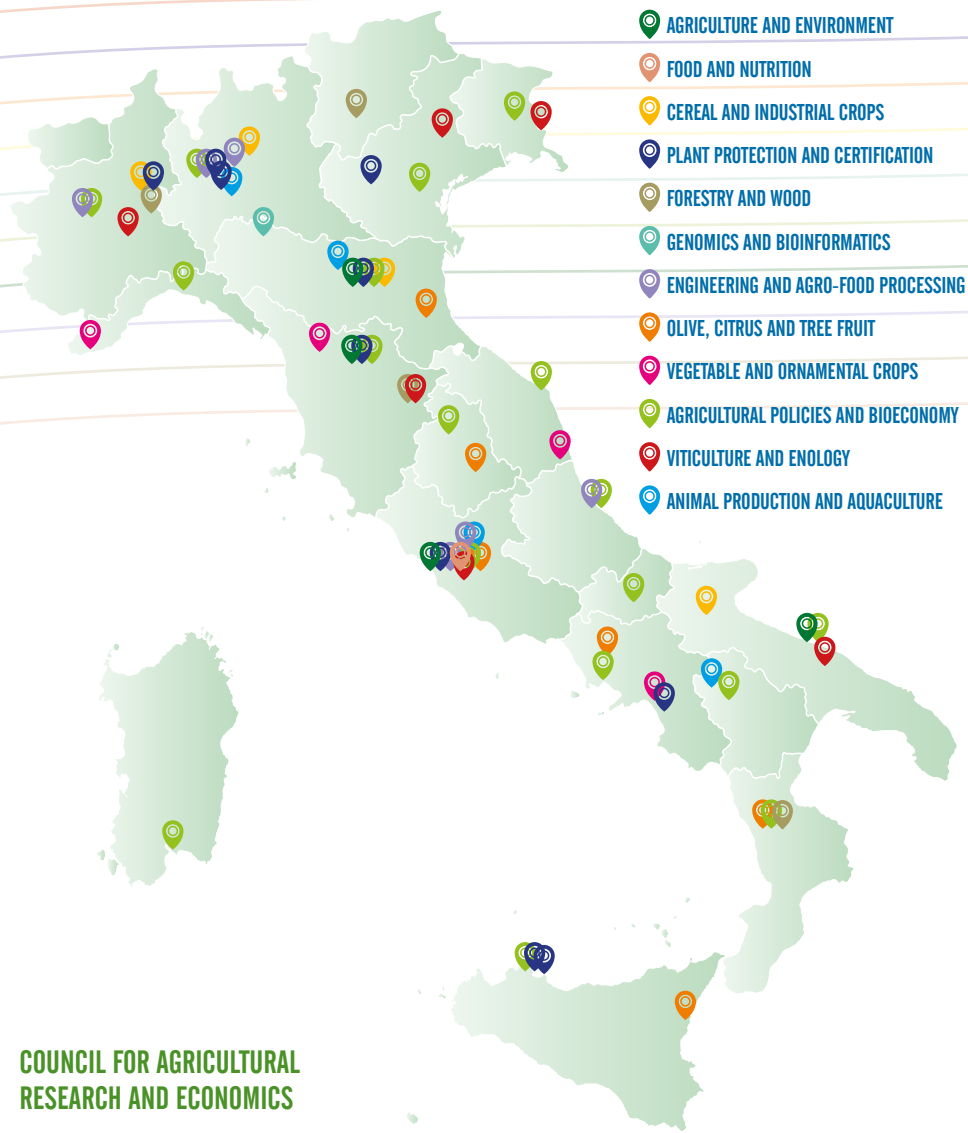 AGRICULTURE AND ENVIRONMENT
FOOD AND NUTRITION
CEREAL AND INDUSTRIAL CROPS
PLANT PROTECTION AND CERTIFICATION
FORESTRY AND WOOD
GENOMICS AND BIOINFORMATICS
ENGINEERING AND AGRO-FOOD PROCESSING
OLIVE, CITRUS AND TREE FRUIT
VEGETABLE AND ORNAMENTAL CROPS
AGRICULTURAL POLICIES AND BIOECONOMY
VITICULTURE AND ENOLOGY
ANIMAL PRODUCTION AND AQUACULTURE
COUNCIL FOR AGRICULTURAL
RESEARCH AND ECONOMICS